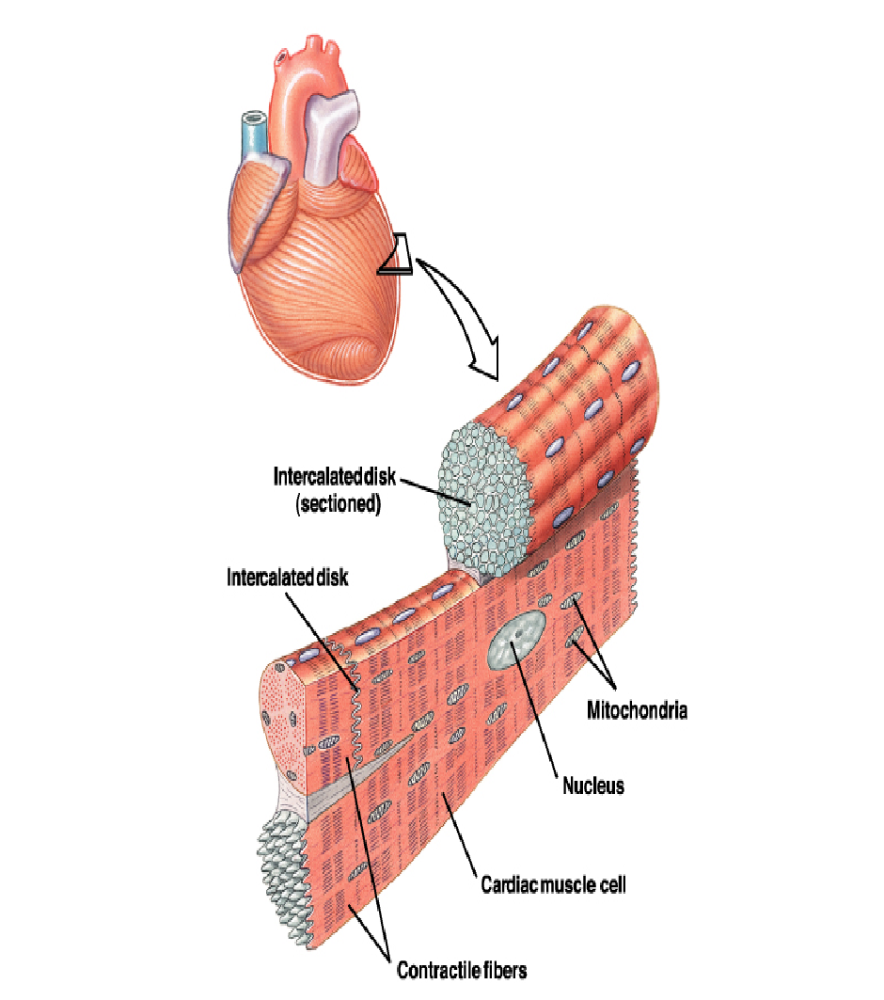 Intercalated disk
(sectioned)
Intercalated disk
Mitochondria
Nucleus
Cardiac muscle cell
Contractile fibers